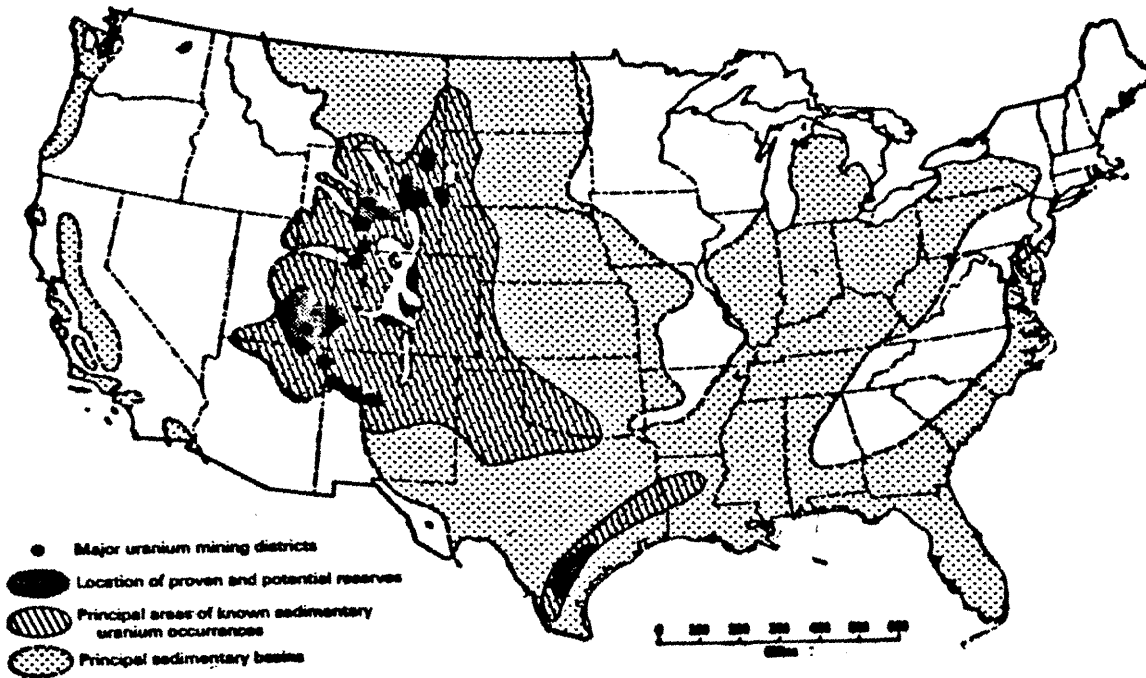 Major uranium mining districts
Location of proven and potential reserves
Principal areas of known sedimentary
uranium occurrences
Principal sedimentary basins
0